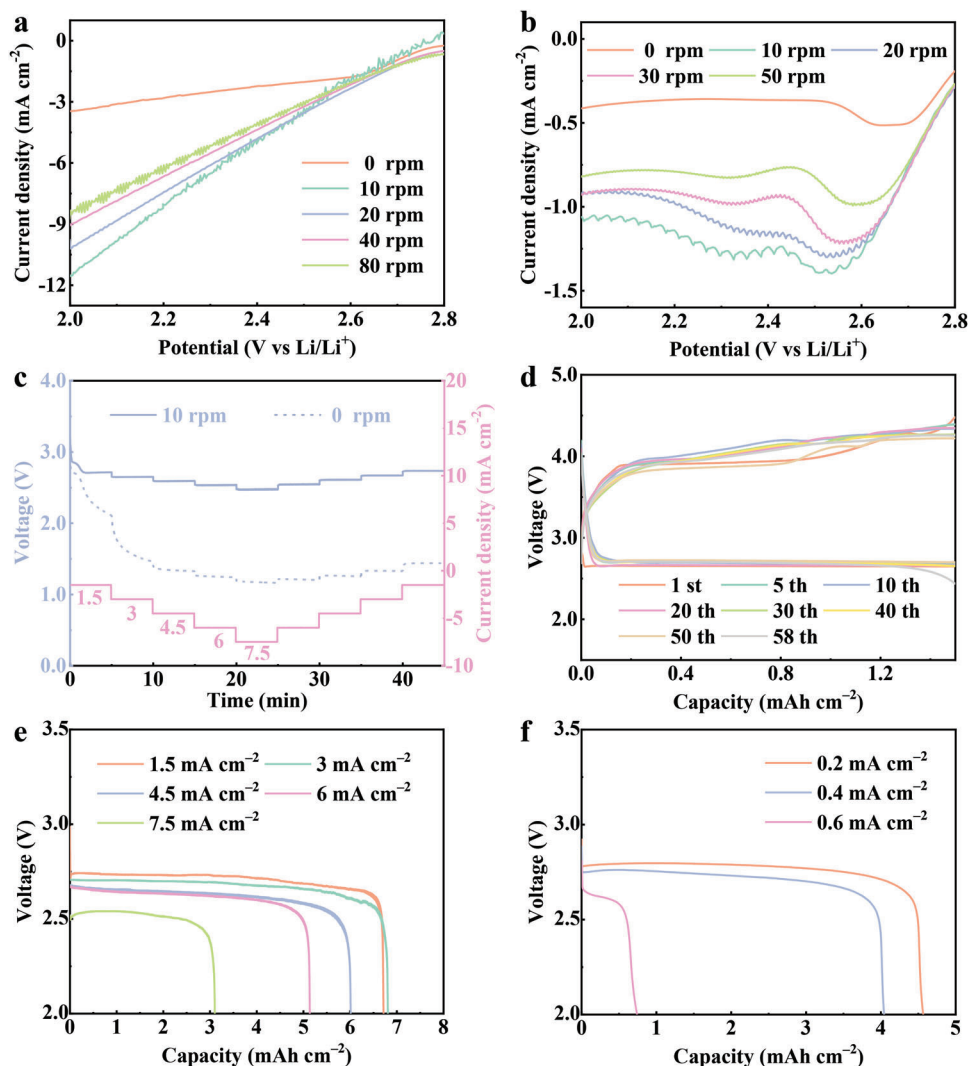 a
0
-3
-6
-9
-12
Current density (mA cm⁻²)
0 rpm
10 rpm
20 rpm
40 rpm
80 rpm
2.0 2.2 2.4 2.6 2.8
Potential (V vs Li/Li⁺)
b
0.0
-0.5
-1.0
-1.5
Current density (mA cm⁻²)
0 rpm 10 rpm 20 rpm
30 rpm 50 rpm
2.0 2.2 2.4 2.6 2.8
Potential (V vs Li/Li⁺)
c
4.0
3.0
2.0
1.0
0.0
Voltage (V)
10 rpm 0 rpm
1.5
3
4.5
6
7.5
20
15
10
5
0
-5
-10
Current density (mA cm⁻²)
0 10 20 30 40
Time (min)
d
5.0
4.0
3.0
2.0
Voltage (V)
1 st 5 th 10 th
20 th 30 th 40 th
50 th 58 th
0.0 0.4 0.8 1.2
Capacity (mAh cm⁻²)
e
3.5
3.0
2.5
2.0
Voltage (V)
1.5 mA cm⁻² 3 mA cm⁻²
4.5 mA cm⁻² 6 mA cm⁻²
7.5 mA cm⁻²
0 1 2 3 4 5 6 7 8
Capacity (mAh cm⁻²)
f
3.5
3.0
2.5
2.0
Voltage (V)
0.2 mA cm⁻²
0.4 mA cm⁻²
0.6 mA cm⁻²
0 1 2 3 4 5
Capacity (mAh cm⁻²)